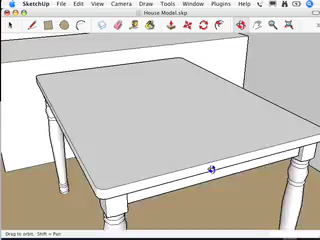 SketchUp File Edit View Camera Draw Tools Window Plugins Help
House Model.skp
Drag to orbit. Shift = Pan